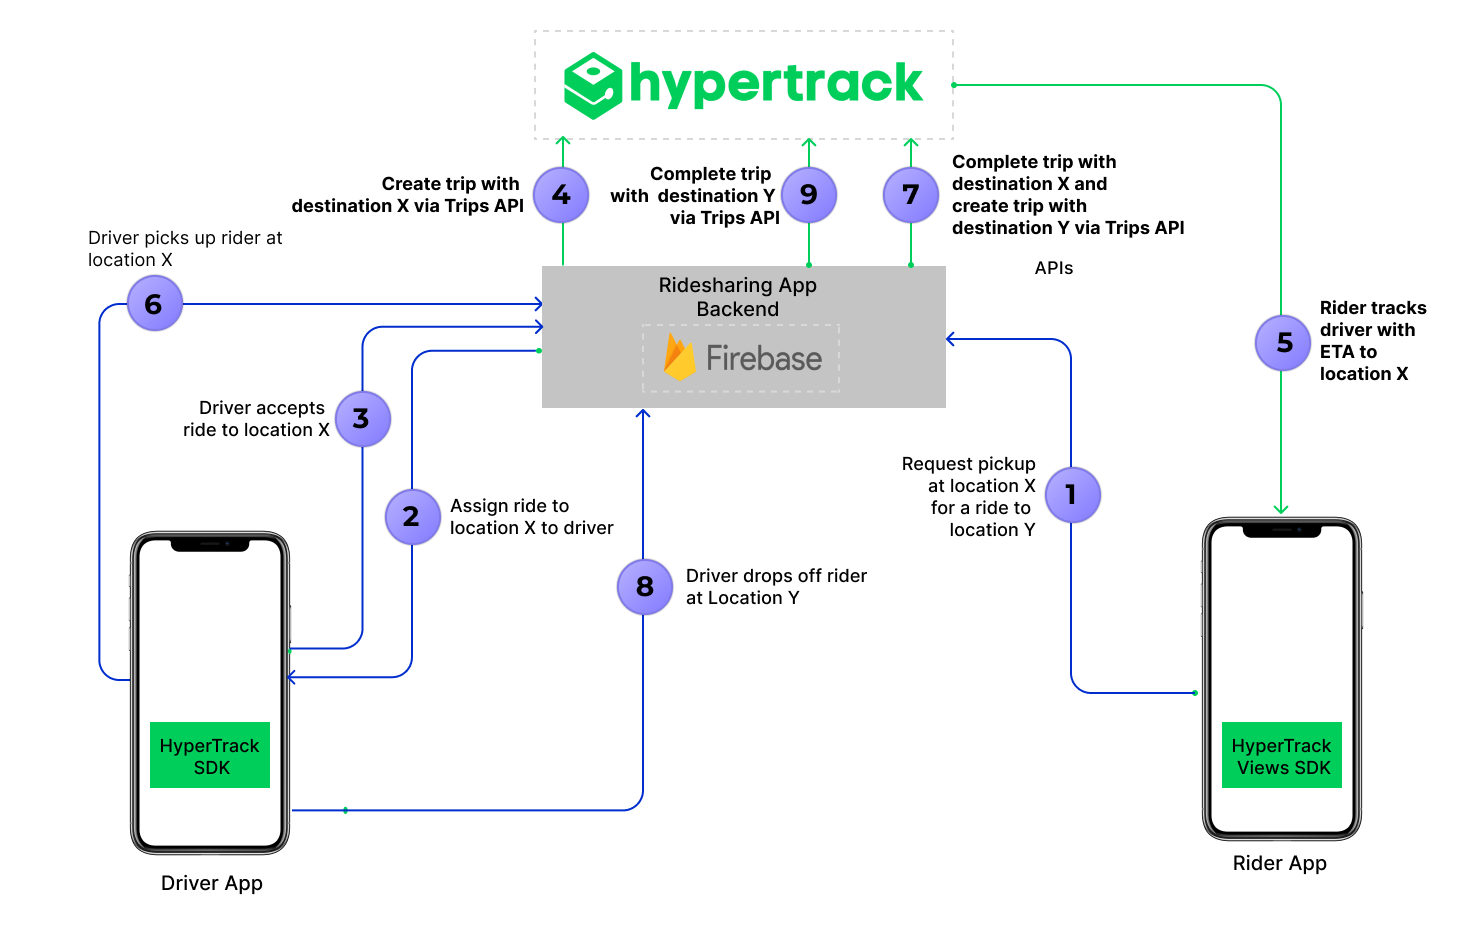 hypertrack
Create trip with
destination X via Trips API
4
Complete trip
with destination Y
via Trips API
9
7
Complete trip with
destination X and
create trip with
destination Y via Trips API
APIs
Driver picks up rider at
location X
6
Ridesharing App
Backend
Firebase
5
Rider tracks
driver with
ETA to
location X
Driver accepts
ride to location X
3
2
Assign ride to
location X to driver
Request pickup
at location X
for a ride to
location Y
1
8
Driver drops off rider
at Location Y
HyperTrack
SDK
Driver App
HyperTrack
Views SDK
Rider App